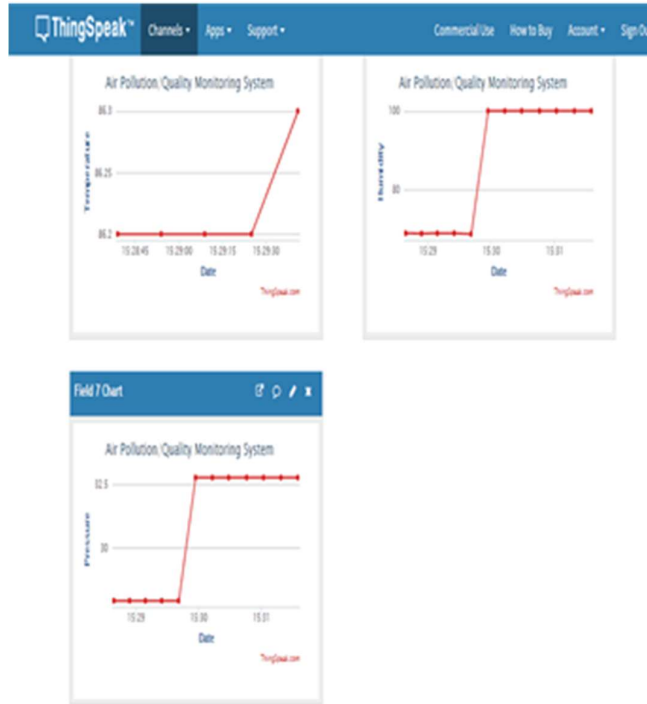 ThingSpeak™ Channels Apps Support Commercial Use How to Buy Account Sign Ou
Air Pollution/Quality Monitoring System
86.3
86.25
86.2
Temperature
15:28:45 15:29:00 15:29:15 15:29:30
Date
ThingSpeak.com
Air Pollution/Quality Monitoring System
100
80
Humidity
15:29 15:30 15:31
Date
ThingSpeak.com
Field 7 Chart
Air Pollution/Quality Monitoring System
32.5
30
Pressure
15:29 15:30 15:31
Date
ThingSpeak.com